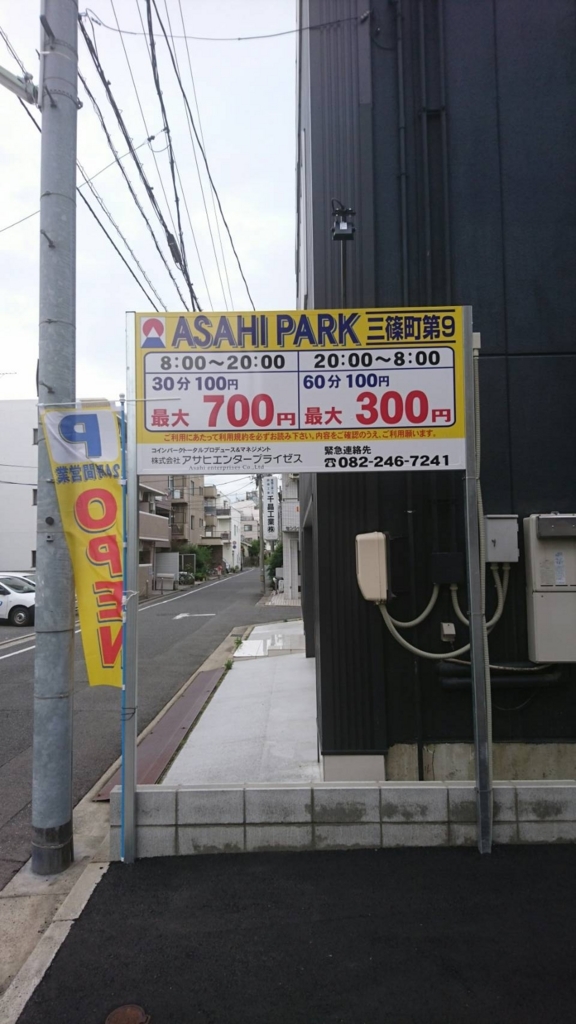 ASAHI PARK 三篠町第9
8:00〜20:00 20:00〜8:00
30分 100円 60分 100円
最大 700円 最大 300円
ご利用にあたって利用規約を必ずお読み下さい。内容をご確認のうえ、ご利用願います。
コインパークトータルプロデュース&マネジメント
株式会社 アサヒエンタープライゼス
Asahi enterprises Co.,Ltd
緊急連絡先
☎082-246-7241
P
24時間営業
OPEN
千昌工業㈱